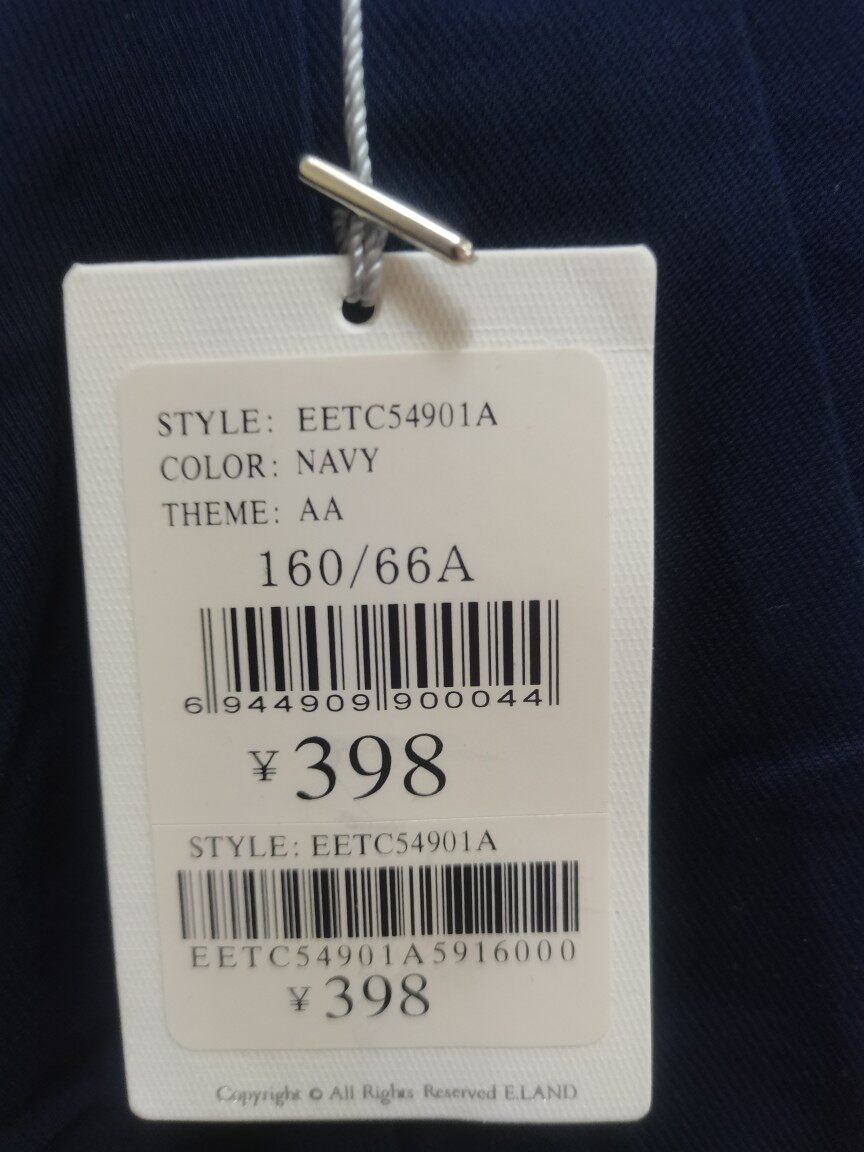 STYLE: EETC54901A
COLOR: NAVY
THEME: AA
160/66A
6 944909 900044
¥398
STYLE: EETC54901A
EETC54901A5916000
¥398
Copyright © All Rights Reserved E.LAND